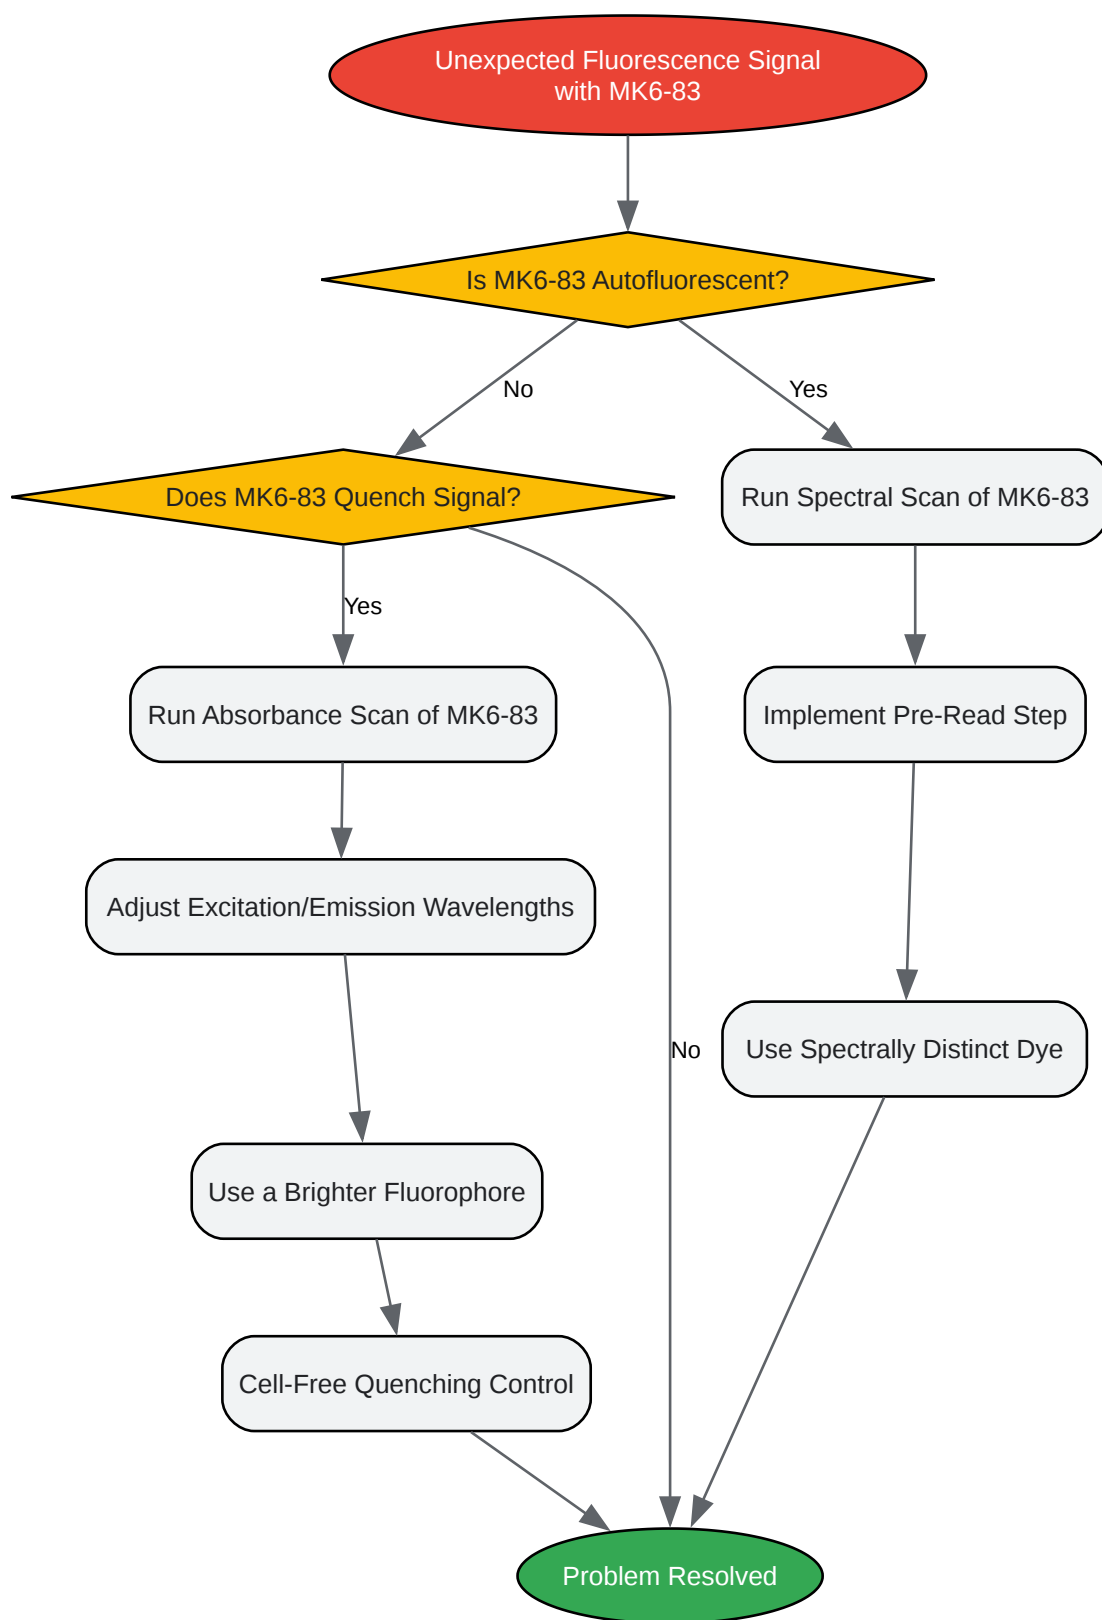 Unexpected Fluorescence Signal
with MK6-83
Is MK6-83 Autofluorescent?
No
Yes
Does MK6-83 Quench Signal?
Run Spectral Scan of MK6-83
Yes
Run Absorbance Scan of MK6-83
Implement Pre-Read Step
Adjust Excitation/Emission Wavelengths
No
Use Spectrally Distinct Dye
Use a Brighter Fluorophore
Cell-Free Quenching Control
Problem Resolved